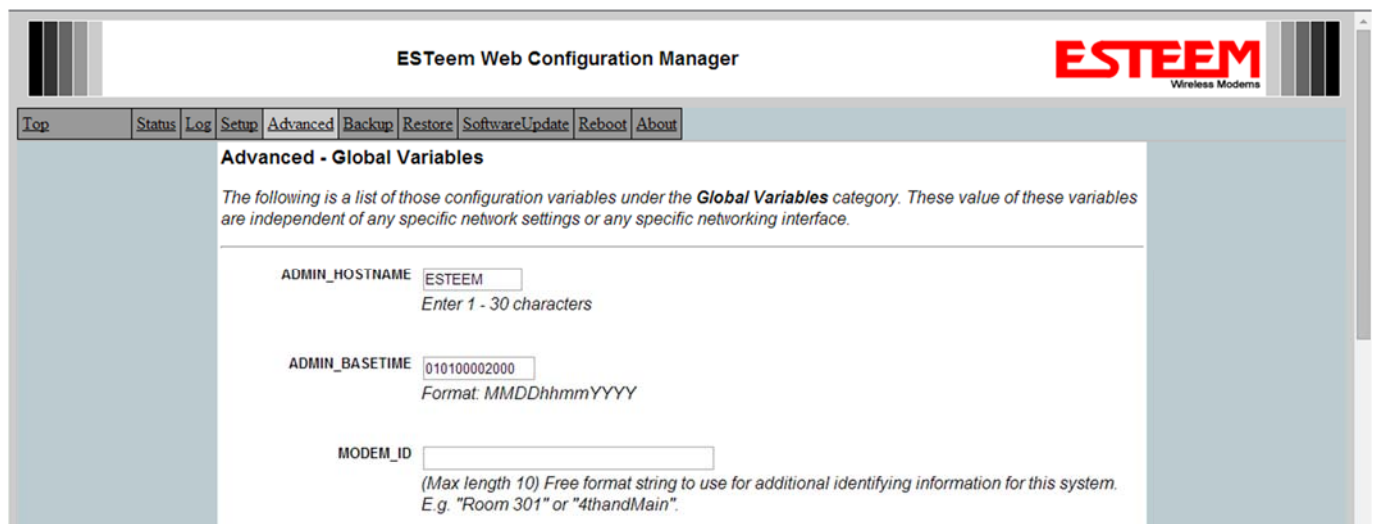 ESTeem Web Configuration Manager
ESTEEM
Wireless Modems
Top Status Log Setup Advanced Backup Restore SoftwareUpdate Reboot About
Advanced - Global Variables
The following is a list of those configuration variables under the Global Variables category. These value of these variables
are independent of any specific network settings or any specific networking interface.
ADMIN_HOSTNAME ESTEEM
Enter 1 - 30 characters
ADMIN_BASETIME 010100002000
Format: MMDDhhmmYYYY
MODEM_ID
(Max length 10) Free format string to use for additional identifying information for this system.
E.g. "Room 301" or "4thandMain".